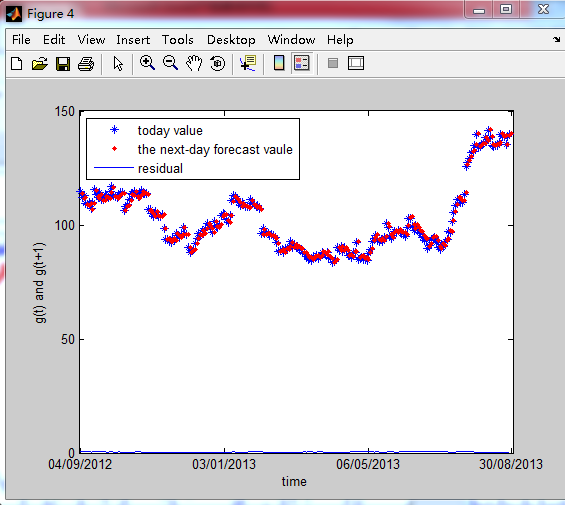 Figure 4
File Edit View Insert Tools Desktop Window Help
150
today value
the next-day forecast vaule
residual
100
g(t) and g(t+1)
50
0
04/09/2012 03/01/2013 06/05/2013 30/08/2013
time